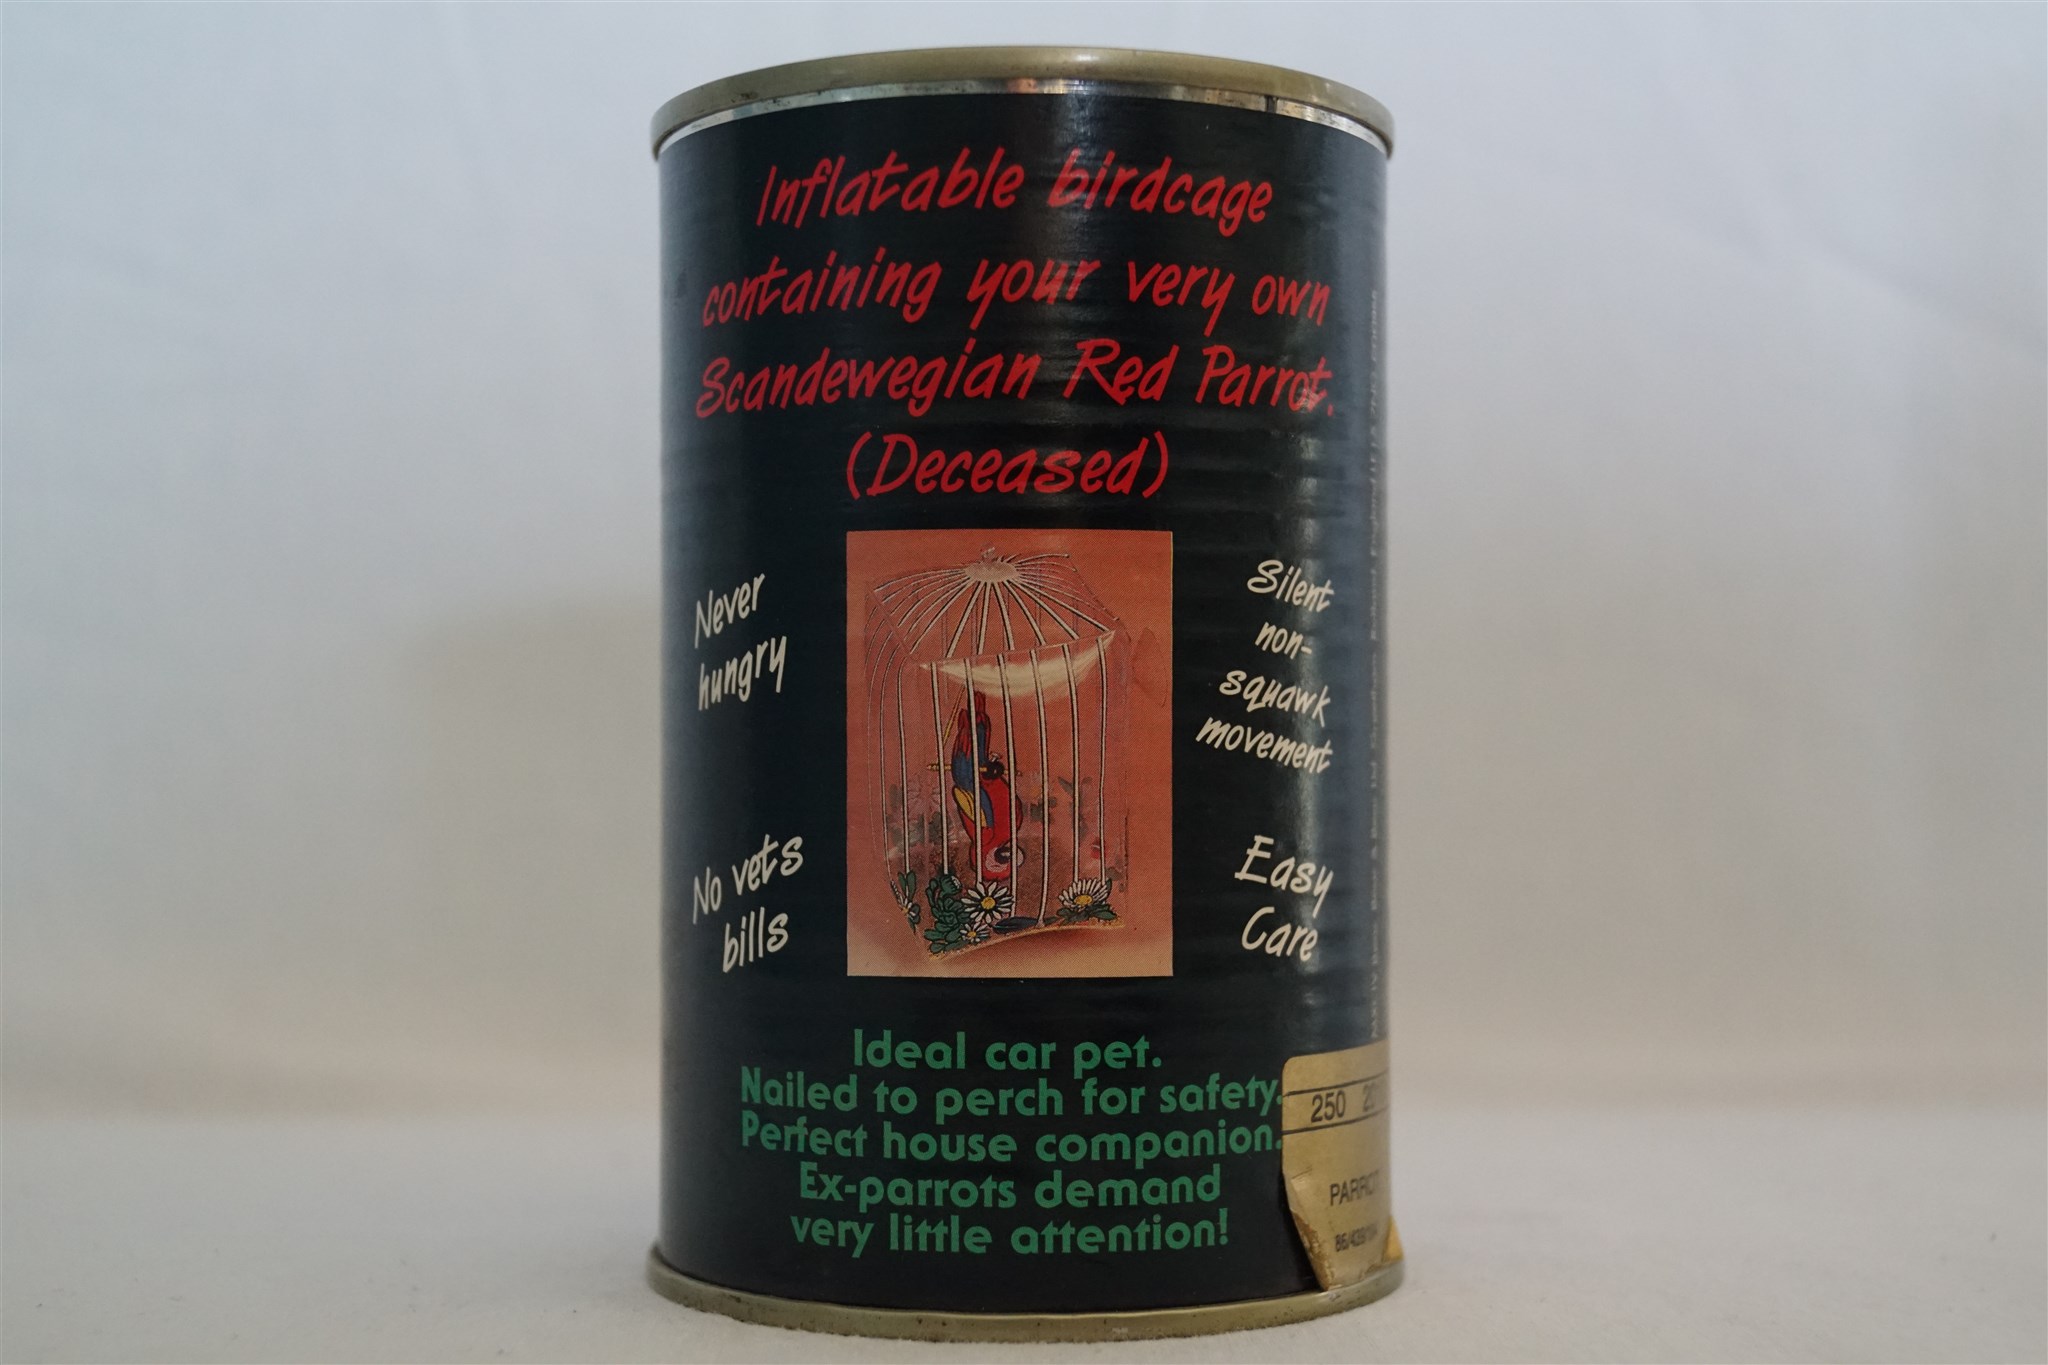 Inflatable birdcage
containing your very own
Scandewegian Red Parrot.
(Deceased)
Never
hungry
Silent
non-
squawk
movement
No vets
bills
Easy
Care
Ideal car pet.
Nailed to perch for safety.
Perfect house companion.
Ex-parrots demand
very little attention!
250
PARROT